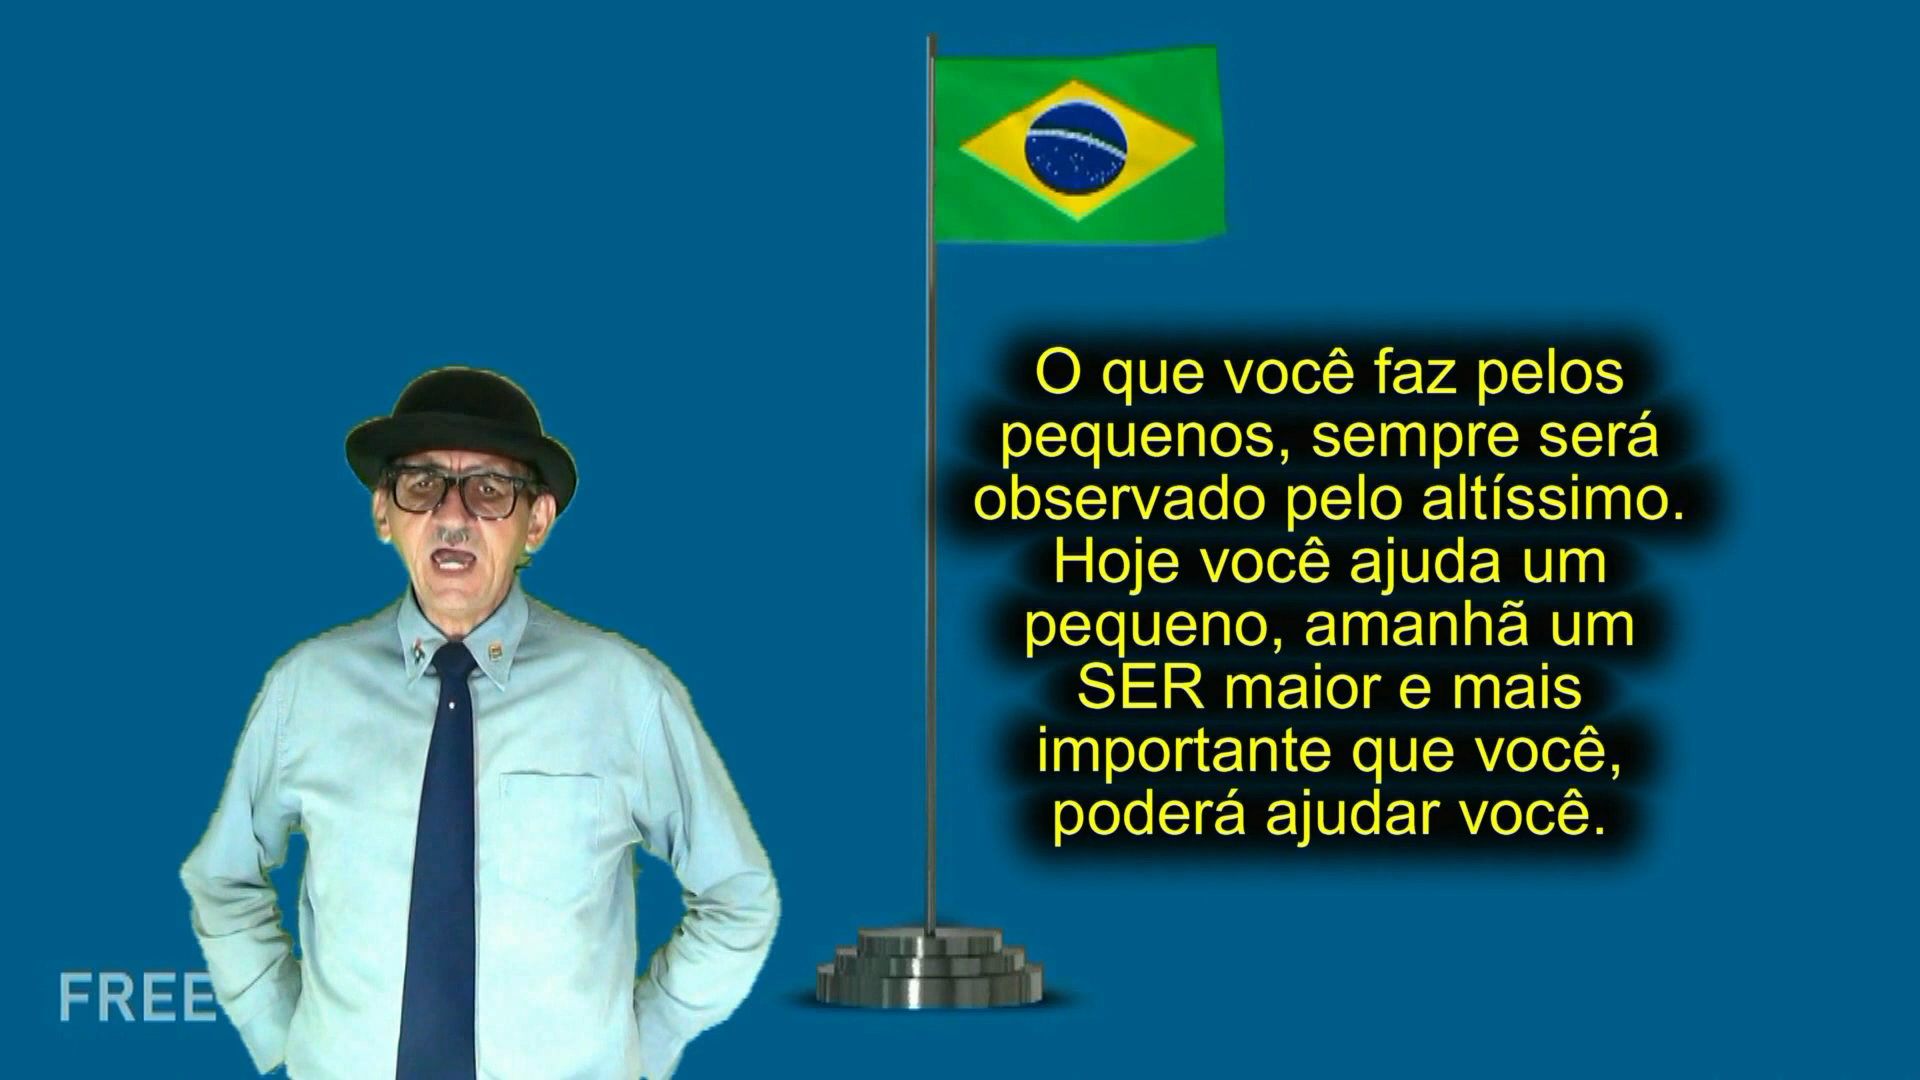 O que você faz pelos
pequenos, sempre será
observado pelo altíssimo.
Hoje você ajuda um
pequeno, amanhã um
SER maior e mais
importante que você,
poderá ajudar você.
FREE